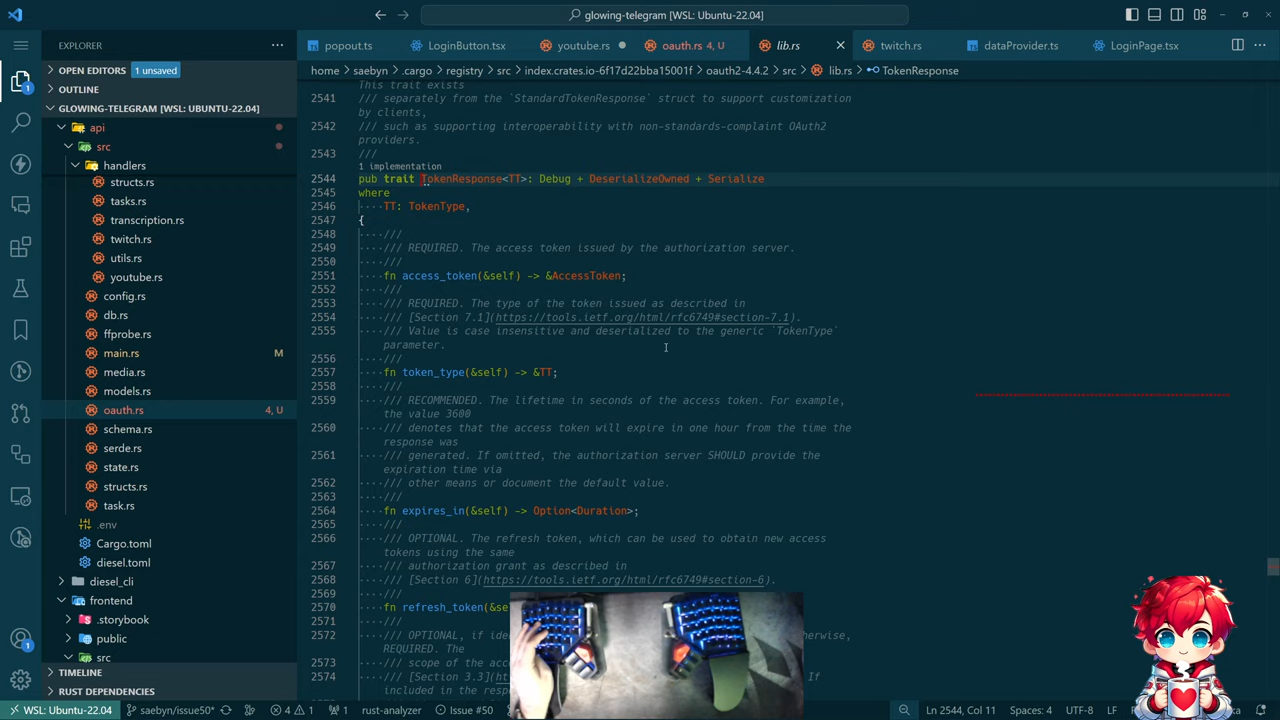 glowing-telegram [WSL: Ubuntu-22.04]
EXPLORER
popout.ts
LoginButton.tsx
youtube.rs
oauth.rs 4, U
lib.rs
twitch.rs
dataProvider.ts
LoginPage.tsx
OPEN EDITORS 1 unsaved
OUTLINE
GLOWING-TELEGRAM [WSL: UBUNTU-22.04]
api
src
handlers
structs.rs
tasks.rs
transcription.rs
twitch.rs
utils.rs
youtube.rs
config.rs
db.rs
ffprobe.rs
main.rs M
media.rs
models.rs
oauth.rs 4, U
schema.rs
serde.rs
state.rs
structs.rs
task.rs
.env
Cargo.toml
diesel.toml
diesel_cli
frontend
.storybook
public
src
TIMELINE
RUST DEPENDENCIES
home > saebyn > .cargo > registry > src > index.crates.io-6f17d22bba15001f > oauth2-4.4.2 > src > lib.rs > TokenResponse
This trait exists
2541 /// separately from the `StandardTokenResponse` struct to support customization
by clients,
2542 /// such as supporting interoperability with non-standards-complaint OAuth2
providers.
2543 ///
1 implementation
2544 pub trait TokenResponse<TT>: Debug + DeserializeOwned + Serialize
2545 where
2546 TT: TokenType,
2547 {
2548 ///
2549 /// REQUIRED. The access token issued by the authorization server.
2550 ///
2551 fn access_token(&self) -> &AccessToken;
2552 ///
2553 /// REQUIRED. The type of the token issued as described in
2554 /// [Section 7.1](https://tools.ietf.org/html/rfc6749#section-7.1).
2555 /// Value is case insensitive and deserialized to the generic `TokenType`
parameter.
2556 ///
2557 fn token_type(&self) -> &TT;
2558 ///
2559 /// RECOMMENDED. The lifetime in seconds of the access token. For example,
the value 3600
2560 /// denotes that the access token will expire in one hour from the time the
response was
2561 /// generated. If omitted, the authorization server SHOULD provide the
expiration time via
2562 /// other means or document the default value.
2563 ///
2564 fn expires_in(&self) -> Option<Duration>;
2565 ///
2566 /// OPTIONAL. The refresh token, which can be used to obtain new access
tokens using the same
2567 /// authorization grant as described in
2568 /// [Section 6](https://tools.ietf.org/html/rfc6749#section-6).
2569 ///
2570 fn refresh_token(&se
2571 ///
2572 /// OPTIONAL, if ide
REQUIRED. The
2573 /// scope of the acc
2574 /// [Section 3.3](ht If
included in the respo
WSL: Ubuntu-22.04
saebyn/issue50*
4 1
1
rust-analyzer
Issue #50
Ln 2544, Col 11
Spaces: 4
UTF-8
LF